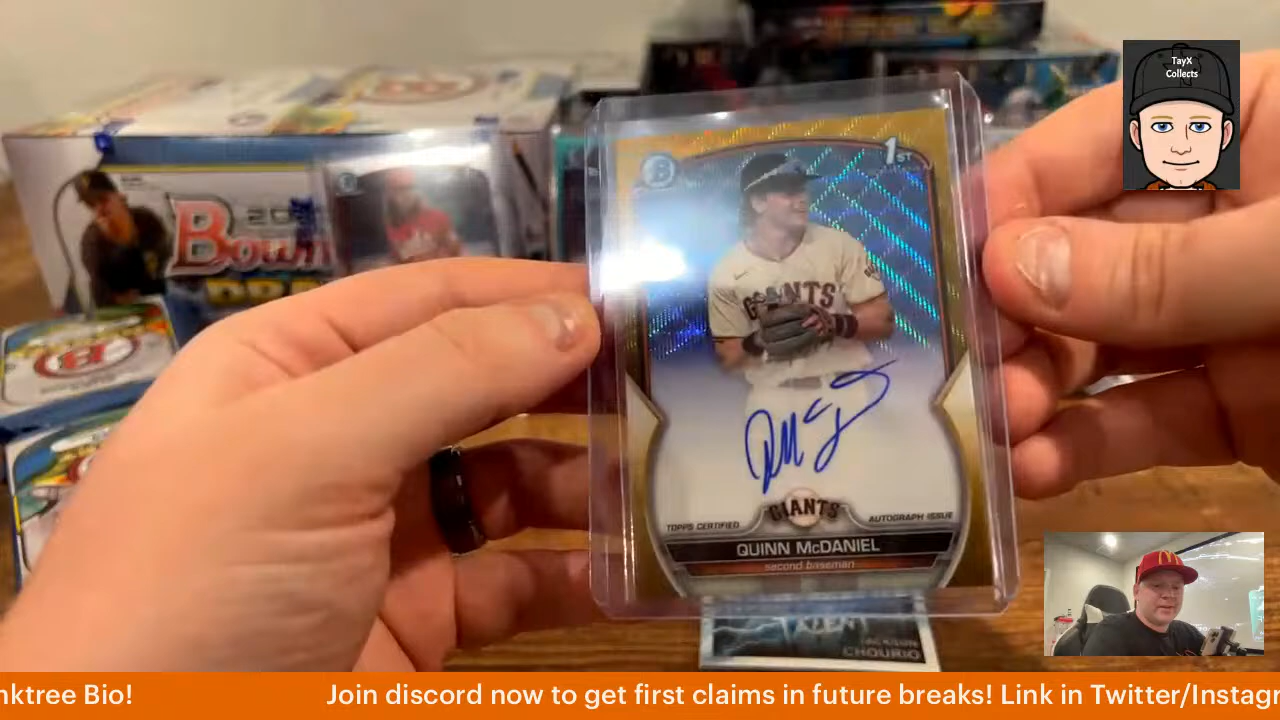 TayX
Collects
1ST
B
GIANTS
GIANTS
TOPPS CERTIFIED
AUTOGRAPH ISSUE
QUINN McDANIEL
second baseman
JACKSON
CHOURIO
nktree Bio!
Join discord now to get first claims in future breaks! Link in Twitter/Instagr